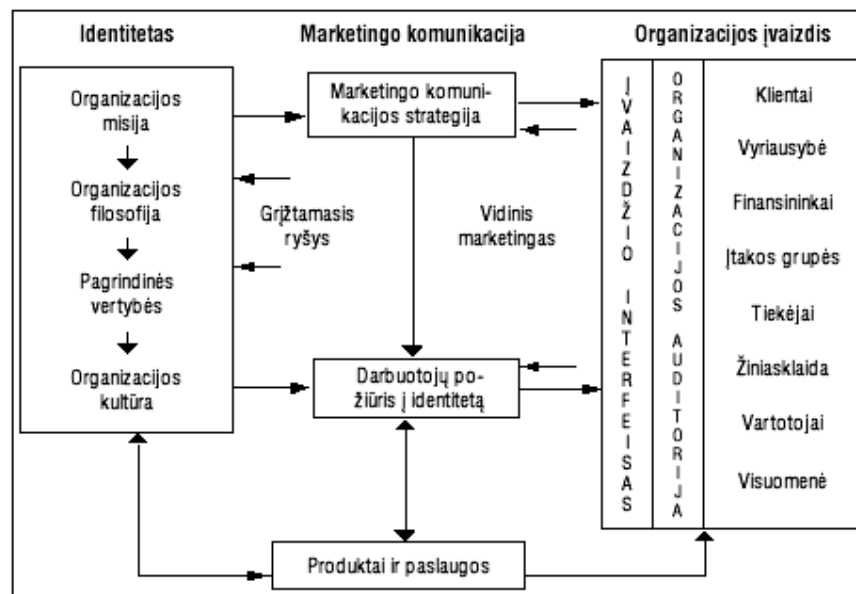 Identitetas
Marketingo komunikacija
Organizacijos įvaizdis
Organizacijos
misija
Organizacijos
filosofija
Pagrindinės
vertybės
Organizacijos
kultūra
Grįžtamasis
ryšys
Marketingo komuni-
kacijos strategija
Vidinis
marketingas
Darbuotojų po-
žiūris į identitetą
Produktai ir paslaugos
ĮVAIZDŽIO INTERFEISAS
ORGANIZACIJOS AUDITORIJA
Klientai
Vyriausybė
Finansininkai
Įtakos grupės
Tiekėjai
Žiniasklaida
Vartotojai
Visuomenė